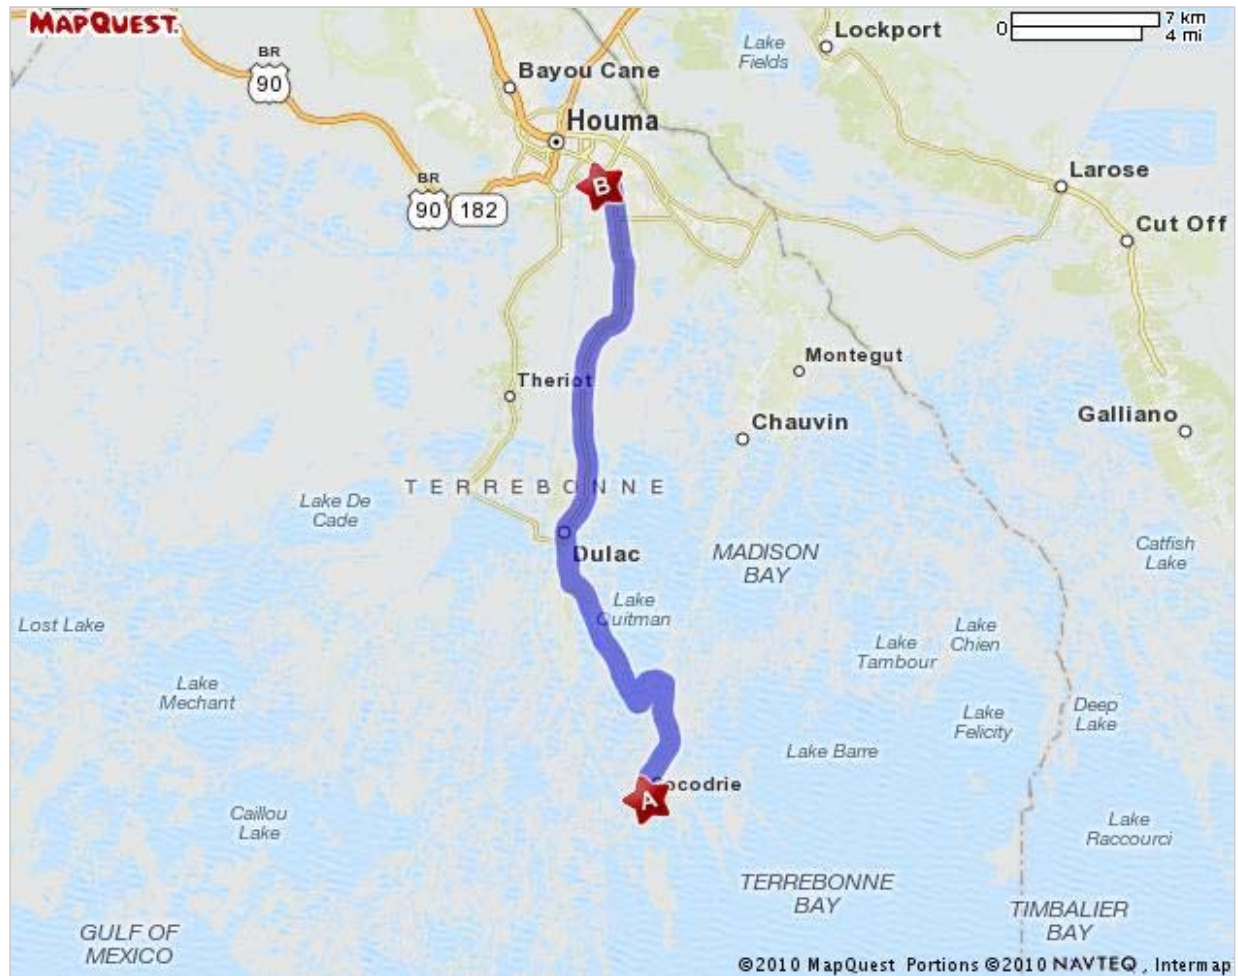 MAPQUEST.
0
7 km
4 mi
Lockport
Lake
Fields
BR
90
Bayou Cane
Houma
B
BR
90
182
Larose
Cut Off
Montegut
Theriot
Chauvin
Galliano
TERREBONNE
Lake De
Cade
Dulac
MADISON
BAY
Catfish
Lake
Lake
Quitman
Lost Lake
Lake
Chien
Lake
Tambour
Lake
Mechant
Deep
Lake
Lake
Felicity
Lake Barre
Cocodrie
A
Caillou
Lake
Lake
Raccourci
TERREBONNE
BAY
TIMBALIER
BAY
GULF OF
MEXICO
©2010 MapQuest Portions ©2010 NAVTEQ, Intermap